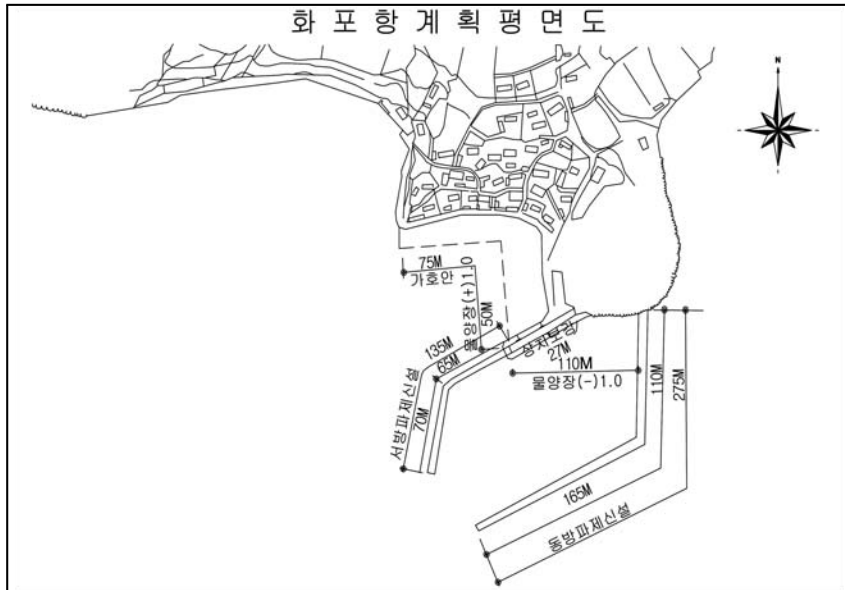 화포항계획평면도
N
75M
가호안
물양장(+)1.0
50M
135M
65M
상치보강
27M
110M
물양장(-)1.0
서방파제신설
70M
110M
275M
165M
동방파제신설